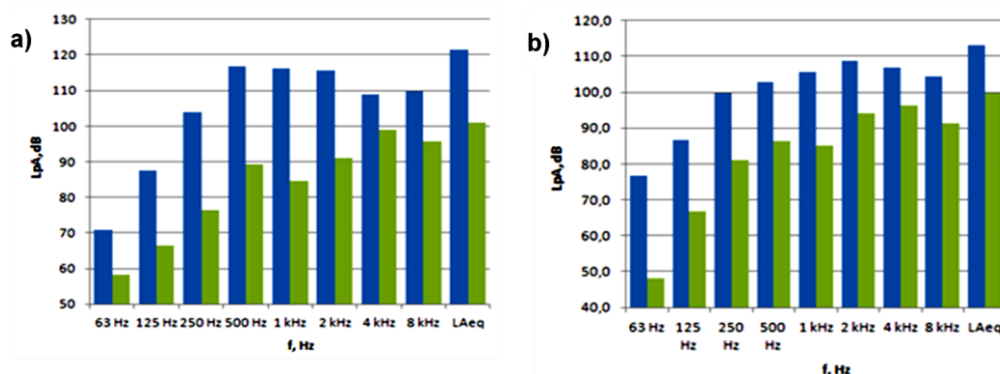 a)
130
120
110
100
90
80
70
60
50
LpA,dB
63 Hz 125 Hz 250 Hz 500 Hz 1 kHz 2 kHz 4 kHz 8 kHz LAeq
f, Hz
b)
120,0
110,0
100,0
90,0
80,0
70,0
60,0
50,0
40,0
LpA,dB
63 Hz 125 250 500 1 kHz 2 kHz 4 kHz 8 kHz LAeq
Hz Hz Hz
f, Hz